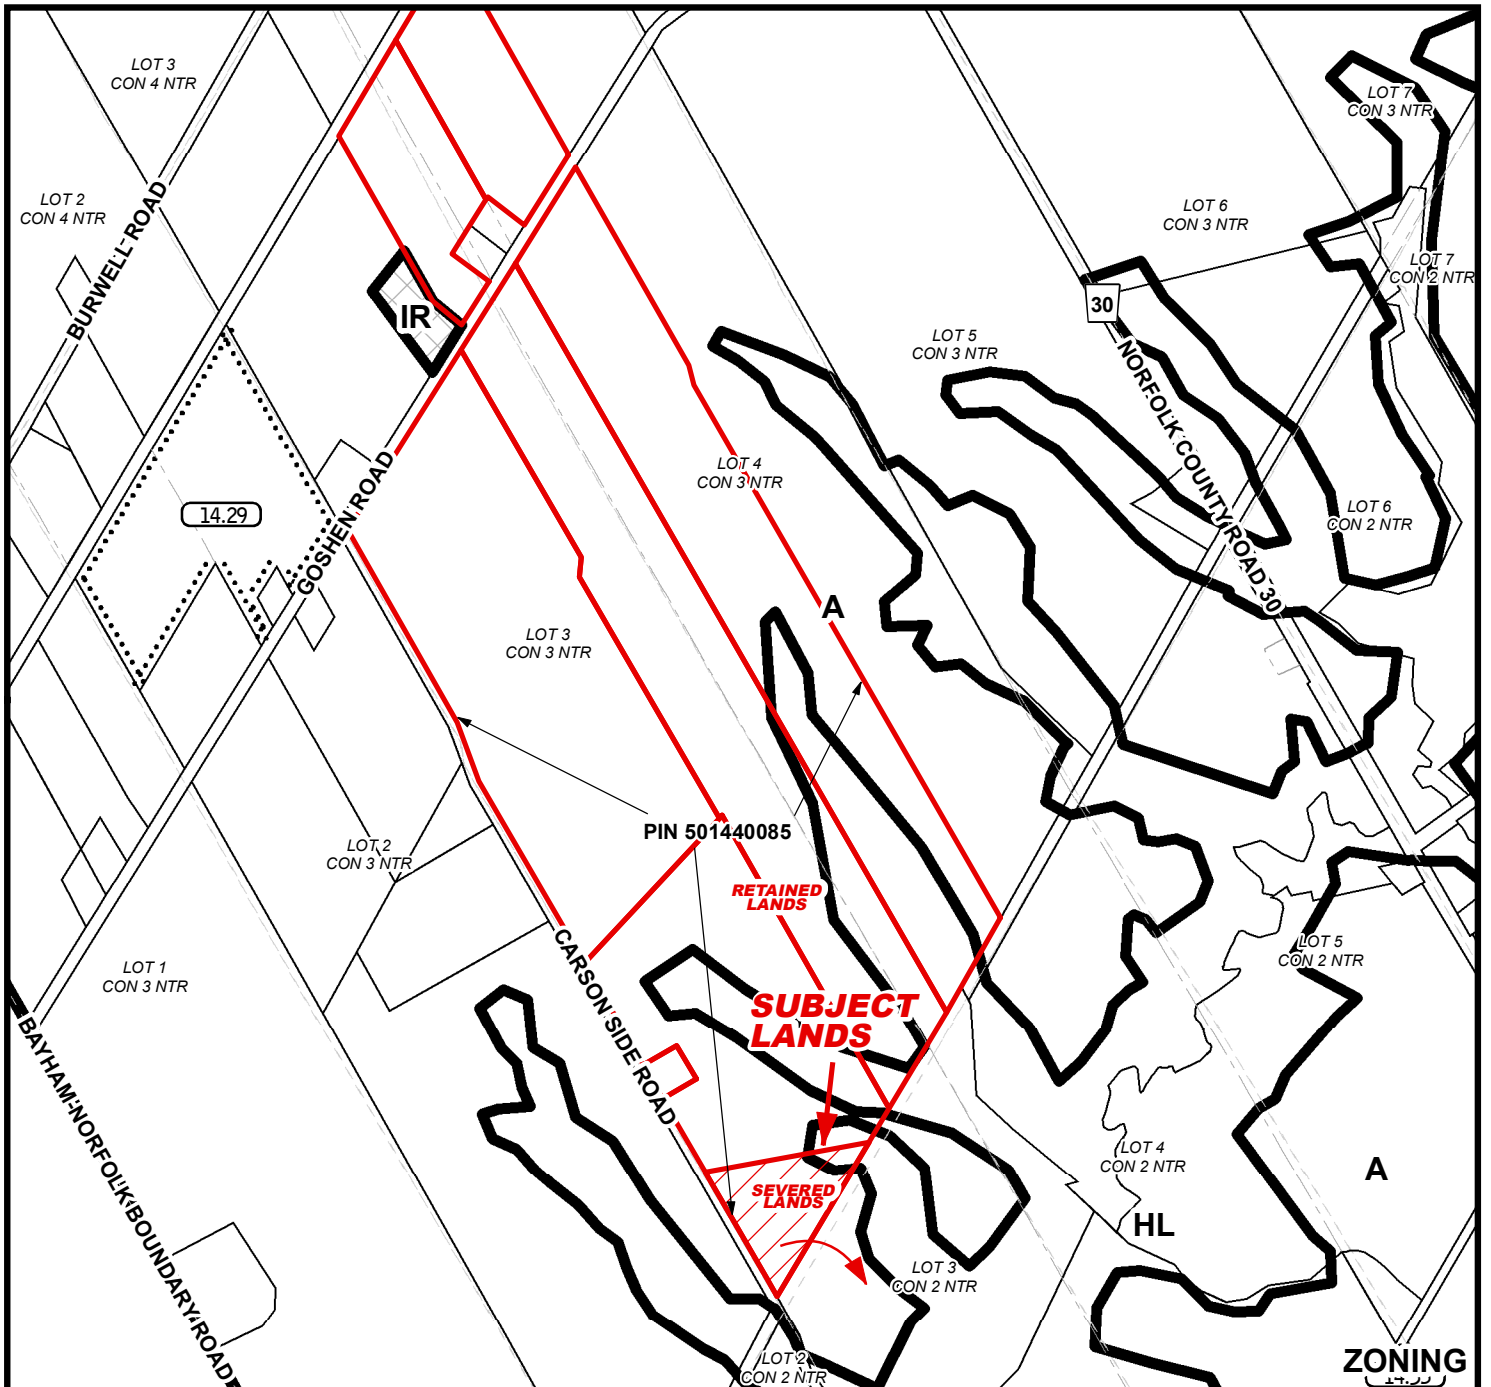 LOT 3
CON 4 NTR
LOT 7
CON 3 NTR
LOT 2
CON 4 NTR
LOT 6
CON 3 NTR
BURWELL ROAD
LOT 7
CON 2 NTR
IR
30
LOT 5
CON 3 NTR
NORFOLK COUNTY ROAD 30
LOT 4
CON 3 NTR
14.29
GOSHEN ROAD
LOT 6
CON 2 NTR
A
LOT 3
CON 3 NTR
PIN 501440085
LOT 2
CON 3 NTR
RETAINED
LANDS
LOT 1
CON 3 NTR
CARSON SIDE ROAD
LOT 5
CON 2 NTR
SUBJECT
LANDS
BAYHAM-NORFOLK BOUNDARY ROAD
LOT 4
CON 2 NTR
A
SEVERED
LANDS
HL
LOT 3
CON 2 NTR
LOT 2
CON 2 NTR
ZONING